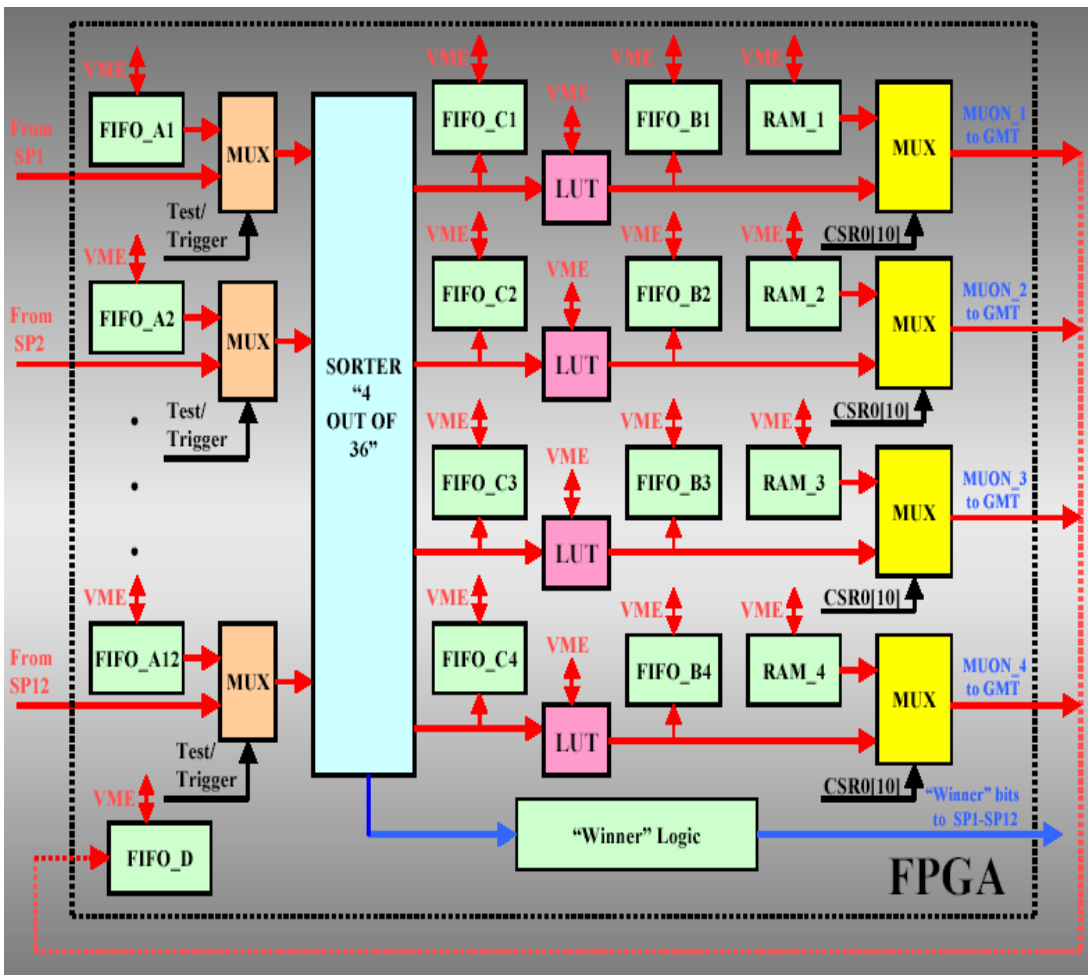 VME
FIFO_A1
From
SP1
MUX
Test/
Trigger
VME
FIFO_A2
From
SP2
MUX
Test/
Trigger
VME
FIFO_A12
From
SP12
MUX
Test/
Trigger
VME
FIFO_D
SORTER
“4
OUT OF
36”
VME
FIFO_C1
VME
LUT
VME
FIFO_B1
VME
RAM_1
MUX
CSR0[10]
MUON_1
to GMT
VME
FIFO_C2
VME
LUT
VME
FIFO_B2
VME
RAM_2
MUX
CSR0[10]
MUON_2
to GMT
VME
FIFO_C3
VME
LUT
VME
FIFO_B3
VME
RAM_3
MUX
CSR0[10]
MUON_3
to GMT
VME
FIFO_C4
VME
LUT
VME
FIFO_B4
VME
RAM_4
MUX
CSR0[10]
MUON_4
to GMT
“Winner” Logic
“Winner” bits
to SP1-SP12
FPGA